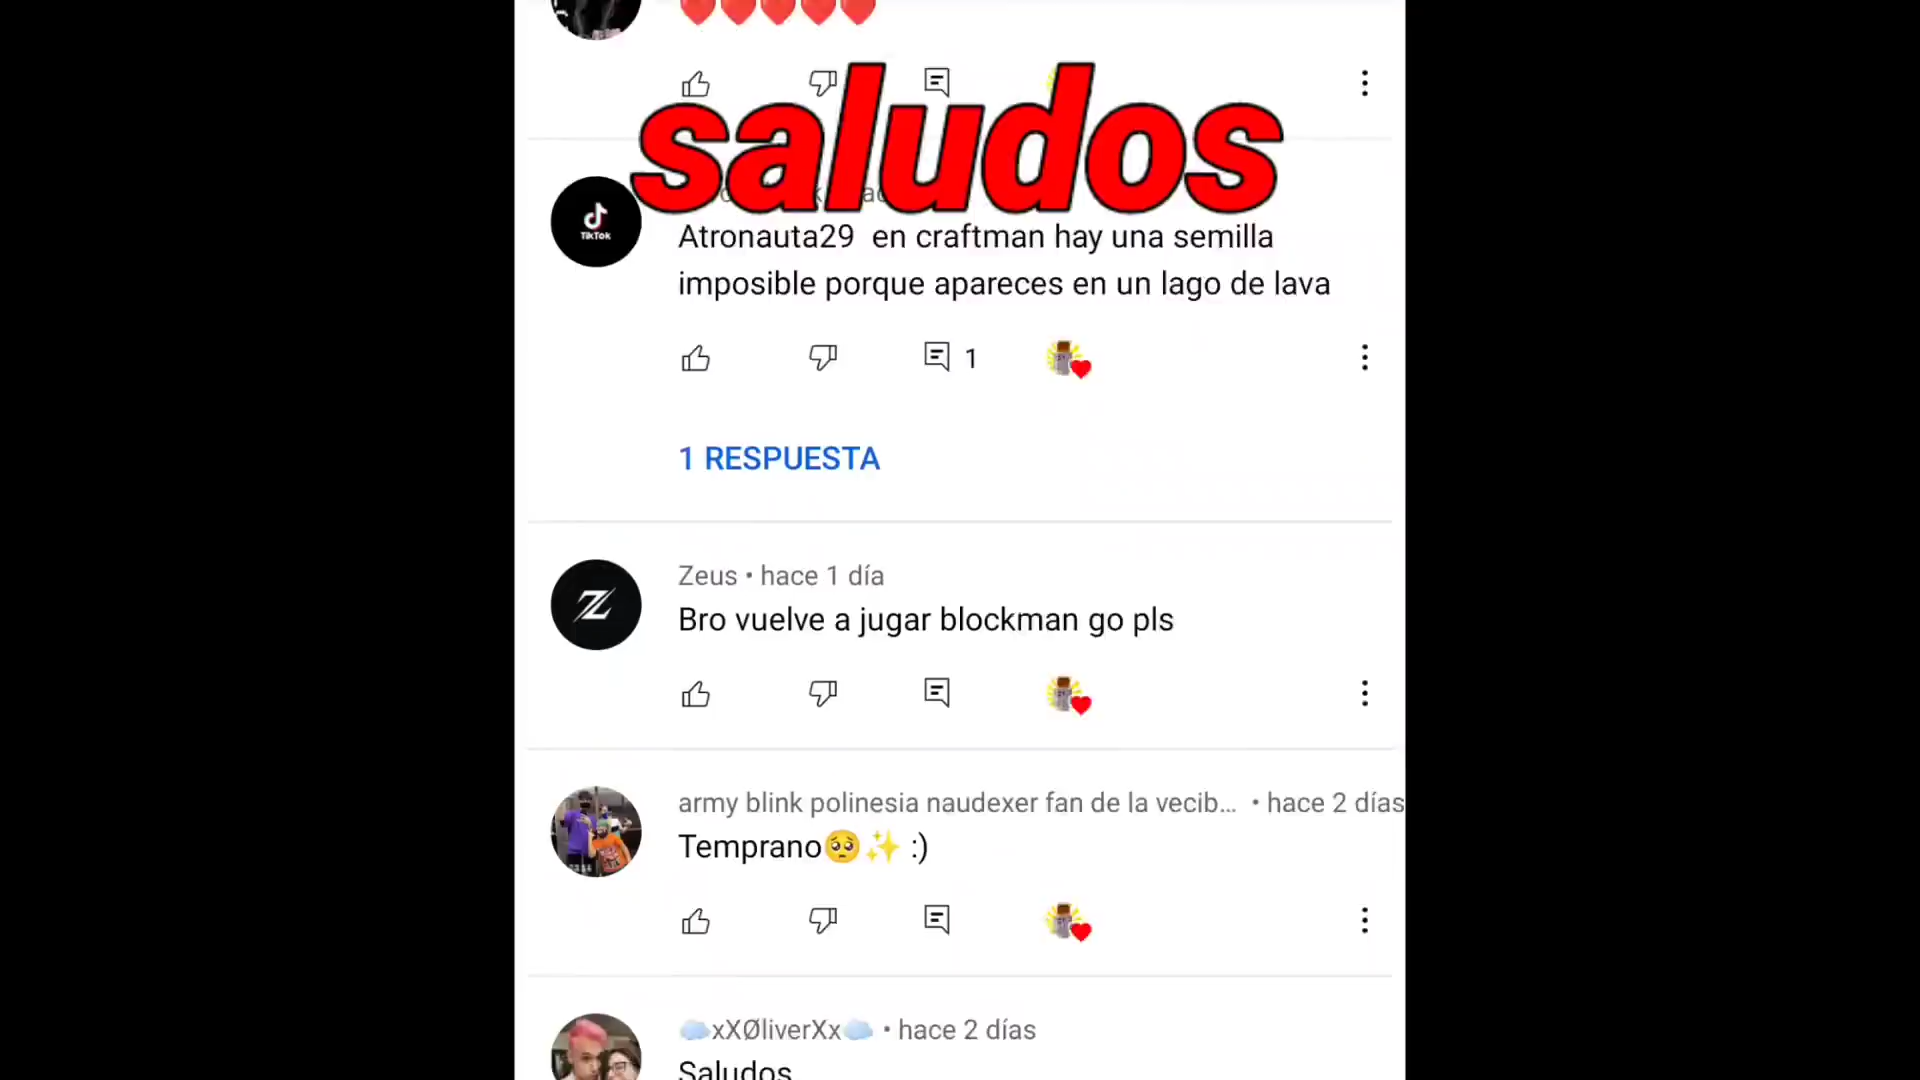 ❤️❤️❤️❤️❤️
saludos
TikTok
Atronauta29 en craftman hay una semilla
imposible porque apareces en un lago de lava
1
1 RESPUESTA
Z
Zeus • hace 1 día
Bro vuelve a jugar blockman go pls
army blink polinesia naudexer fan de la vecib... • hace 2 días
Temprano🥺✨ :)
☁️xXØliverXx☁️ • hace 2 días
Saludos